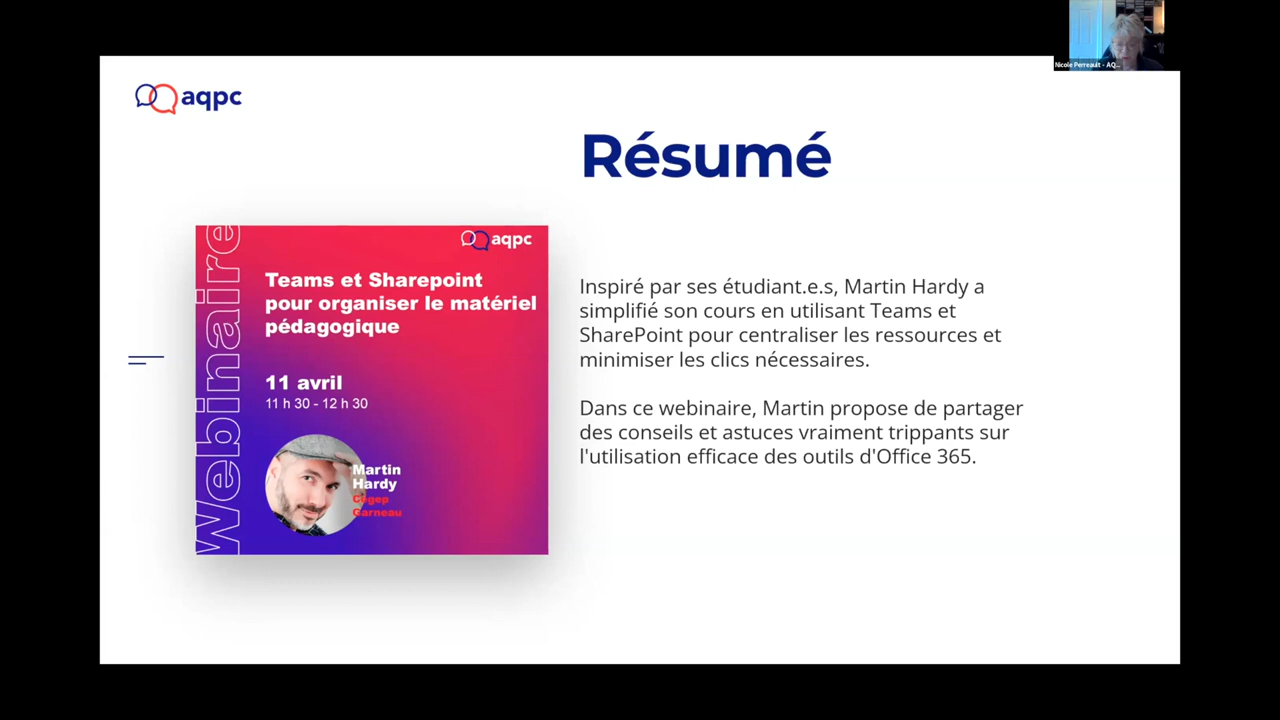 Nicole Perreault - AQ...
aqpc
Résumé
Webinaire
aqpc
Teams et Sharepoint
pour organiser le matériel
pédagogique
11 avril
11 h 30 - 12 h 30
Martin
Hardy
Cégep
Garneau
Inspiré par ses étudiant.e.s, Martin Hardy a
simplifié son cours en utilisant Teams et
SharePoint pour centraliser les ressources et
minimiser les clics nécessaires.
Dans ce webinaire, Martin propose de partager
des conseils et astuces vraiment trippants sur
l'utilisation efficace des outils d'Office 365.